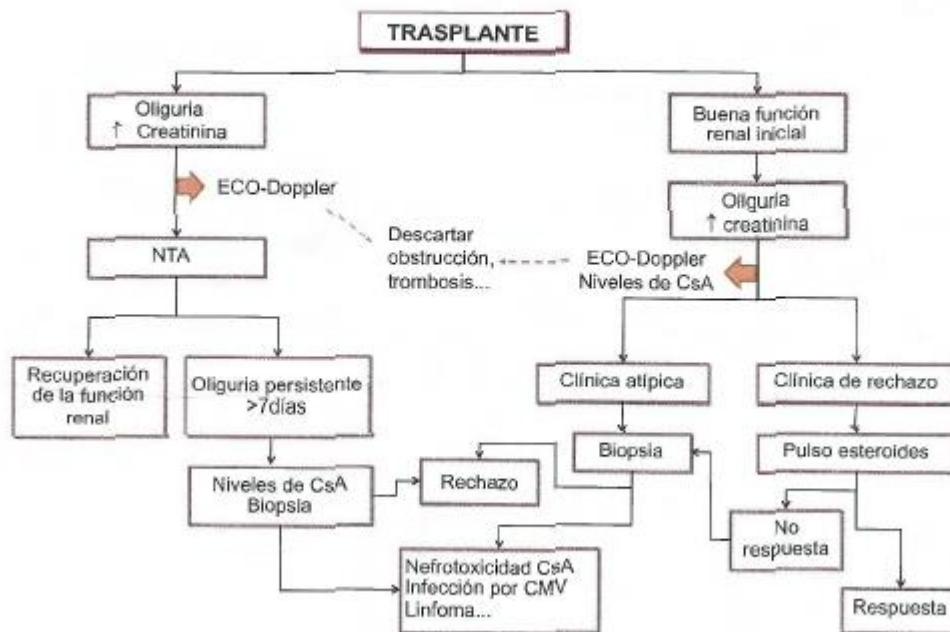 TRASPLANTE
Oliguria
↑ Creatinina
Buena función
renal inicial
ECO-Doppler
Oliguria
↑ creatinina
Descartar
obstrucción,
trombosis...
ECO-Doppler
Niveles de CsA
NTA
Recuperación
de la función
renal
Oliguria persistente
>7días
Clínica atípica
Clínica de rechazo
Biopsia
Pulso esteroides
Niveles de CsA
Biopsia
Rechazo
No
respuesta
Nefrotoxicidad CsA
Infección por CMV
Linfoma...
Respuesta